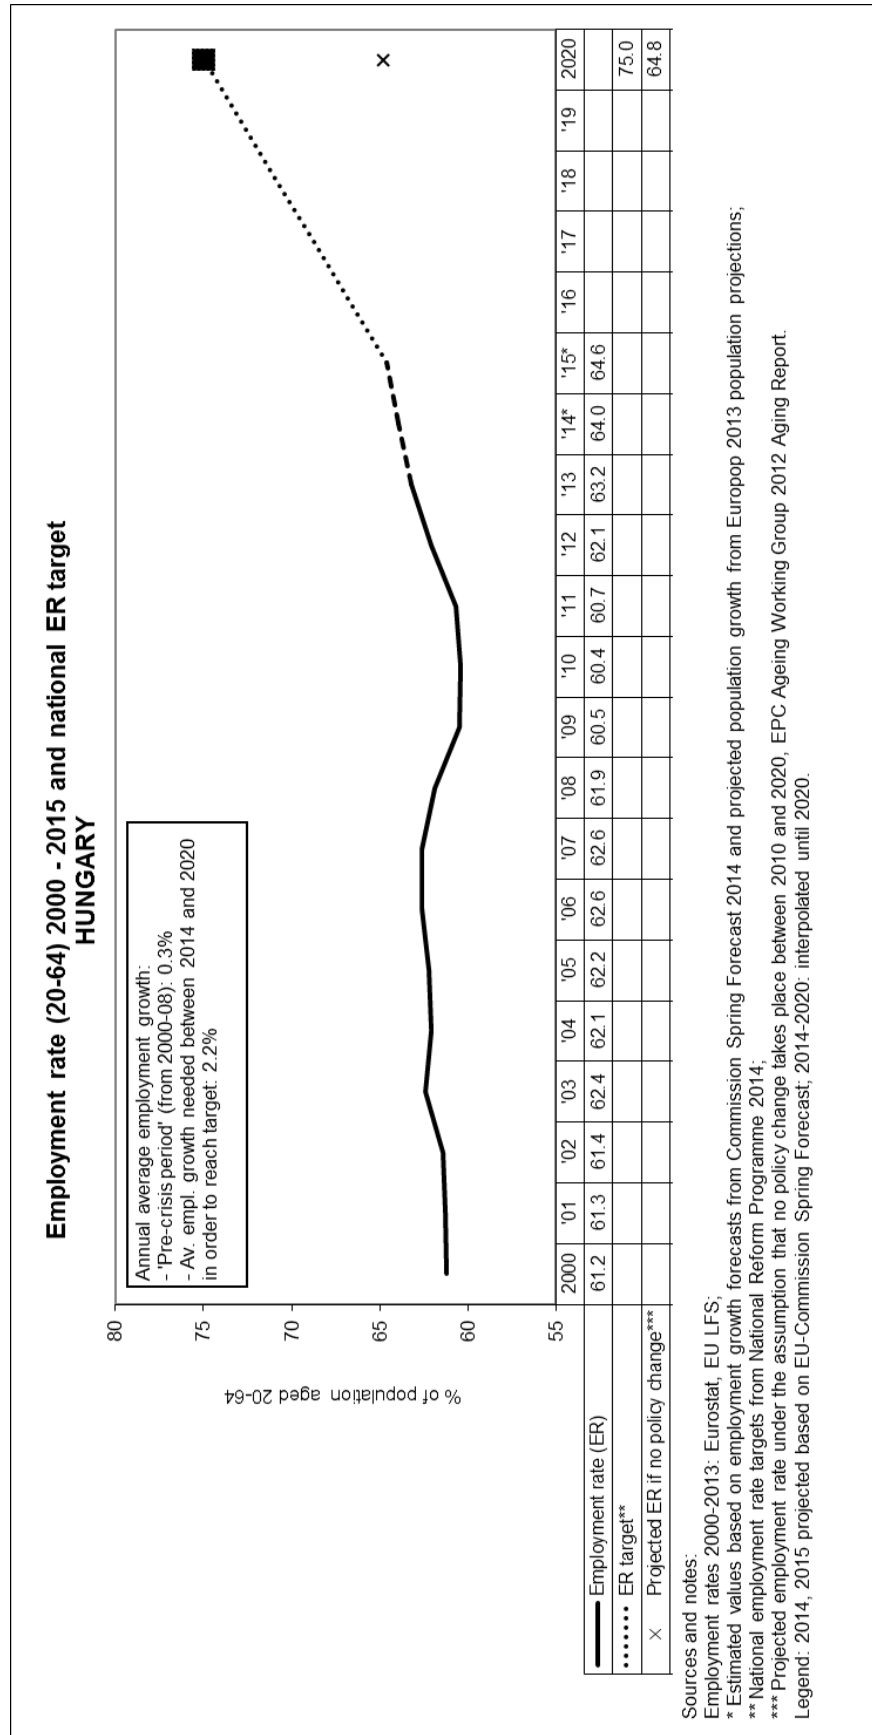 Employment rate (20-64) 2000 - 2015 and national ER target
HUNGARY
Annual average employment growth:
- 'Pre-crisis period' (from 2000-08): 0.3%
- Av. empl. growth needed between 2014 and 2020
in order to reach target: 2.2%
% of population aged 20-64
80
75
70
65
60
55
2000 '01 '02 '03 '04 '05 '06 '07 '08 '09 '10 '11 '12 '13 '14* '15* '16 '17 '18 '19 2020
Employment rate (ER) 61.2 61.3 61.4 62.4 62.1 62.2 62.6 62.6 61.9 60.5 60.4 60.7 62.1 63.2 64.0 64.6
ER target** 75.0
Projected ER if no policy change*** 64.8
Sources and notes:
Employment rates 2000-2013: Eurostat, EU LFS;
* Estimated values based on employment growth forecasts from Commission Spring Forecast 2014 and projected population growth from Europop 2013 population projections;
** National employment rate targets from National Reform Programme 2014;
*** Projected employment rate under the assumption that no policy change takes place between 2010 and 2020, EPC Ageing Working Group 2012 Aging Report.
Legend: 2014, 2015 projected based on EU-Commission Spring Forecast; 2014-2020: interpolated until 2020.